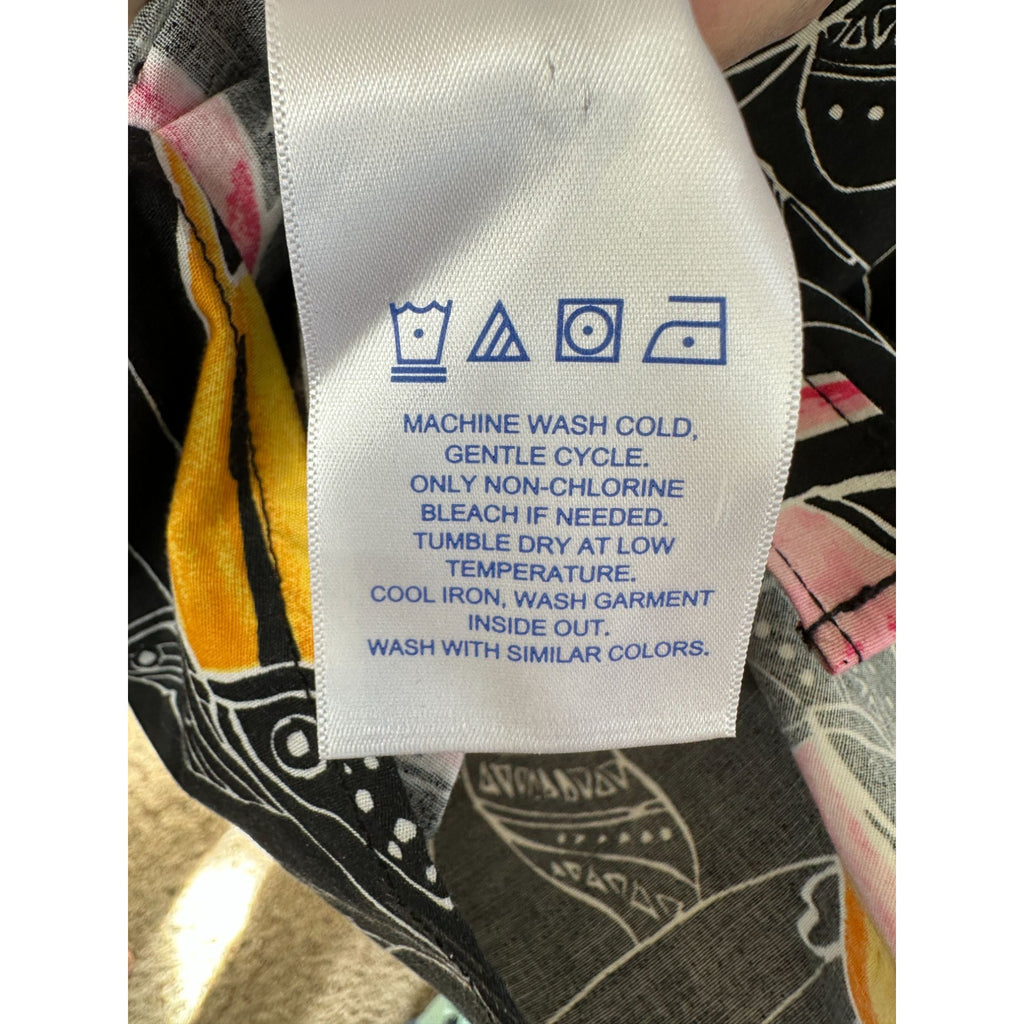 MACHINE WASH COLD,
GENTLE CYCLE.
ONLY NON-CHLORINE
BLEACH IF NEEDED.
TUMBLE DRY AT LOW
TEMPERATURE.
COOL IRON, WASH GARMENT
INSIDE OUT.
WASH WITH SIMILAR COLORS.